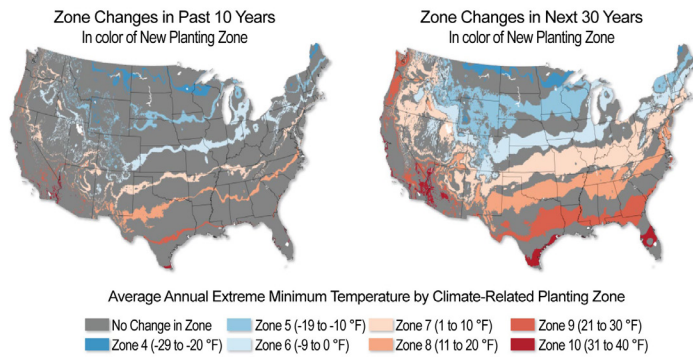 Zone Changes in Past 10 Years
In color of New Planting Zone
Zone Changes in Next 30 Years
In color of New Planting Zone
Average Annual Extreme Minimum Temperature by Climate-Related Planting Zone
No Change in Zone
Zone 5 (-19 to -10 °F)
Zone 7 (1 to 10 °F)
Zone 9 (21 to 30 °F)
Zone 4 (-29 to -20 °F)
Zone 6 (-9 to 0 °F)
Zone 8 (11 to 20 °F)
Zone 10 (31 to 40 °F)